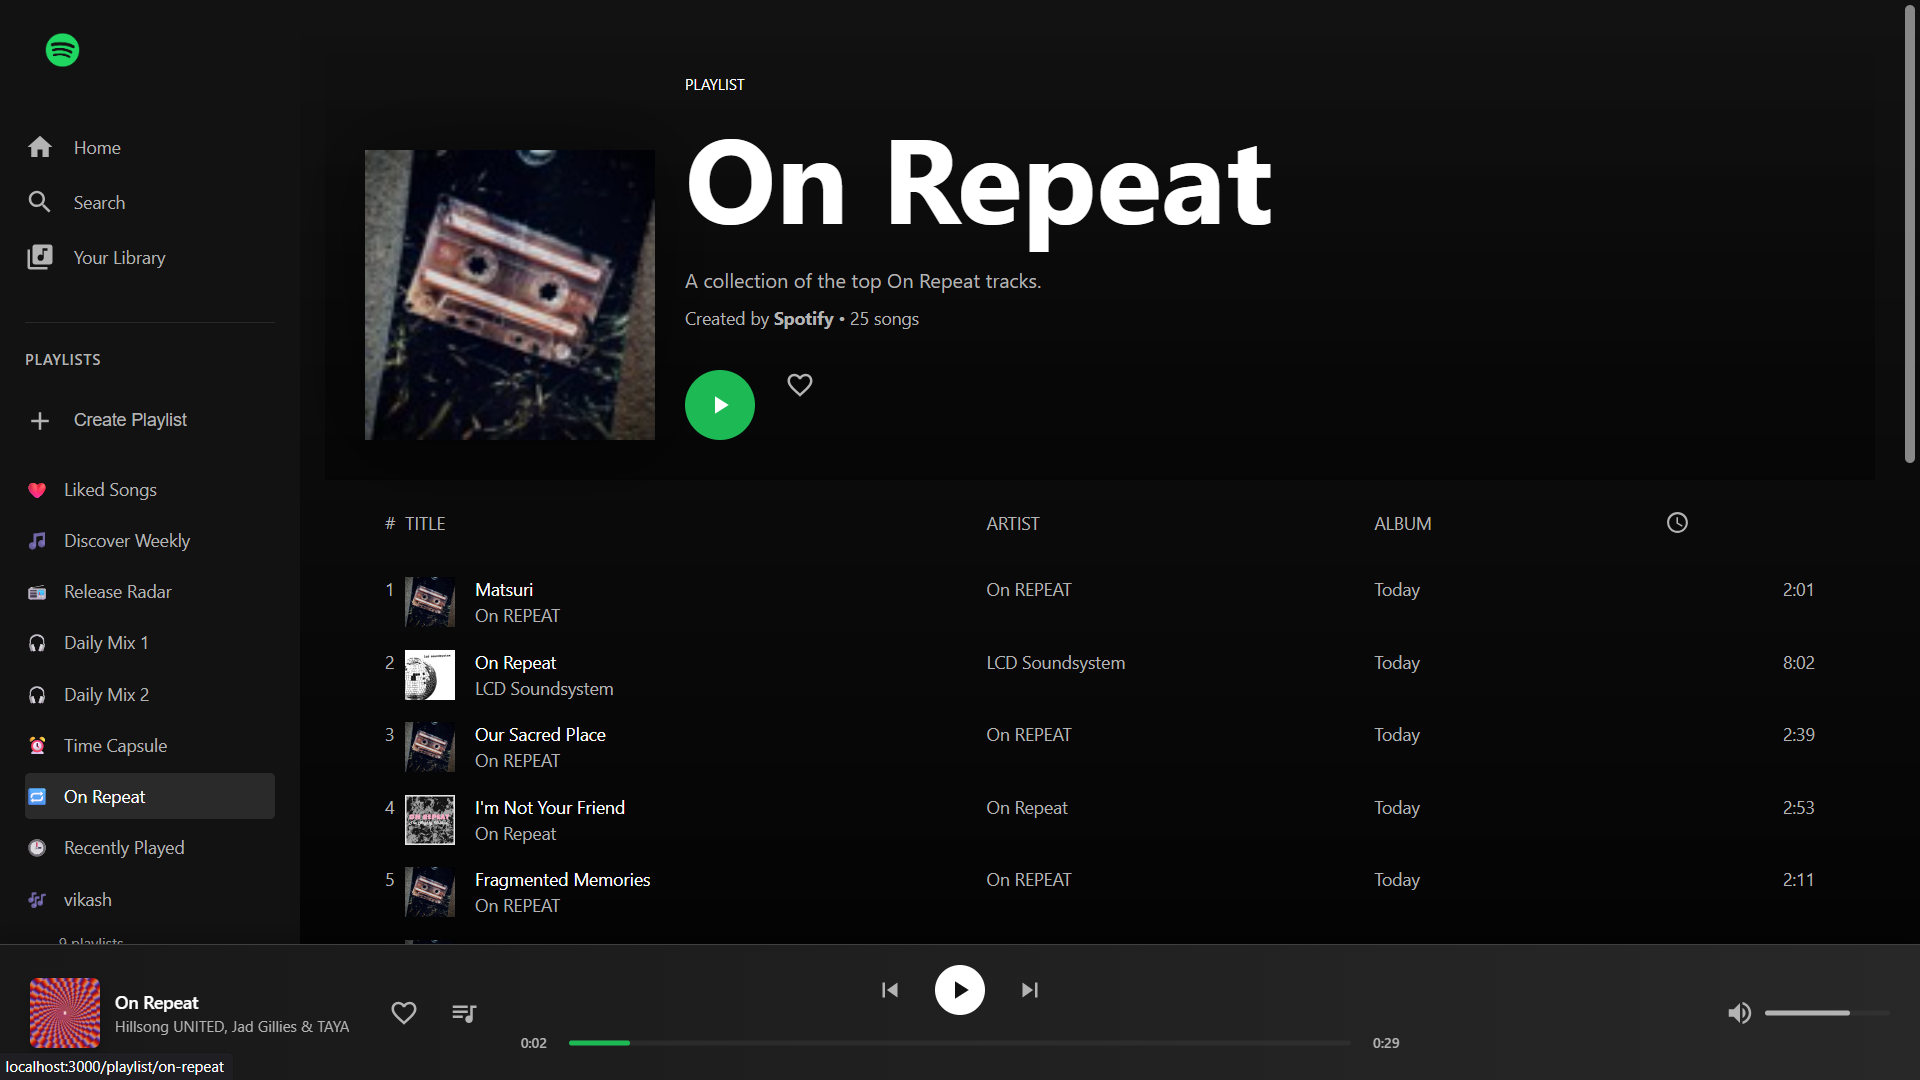 Home
Search
Your Library
PLAYLISTS
Create Playlist
Liked Songs
Discover Weekly
Release Radar
Daily Mix 1
Daily Mix 2
Time Capsule
On Repeat
Recently Played
vikash
9 playlists
PLAYLIST
On Repeat
A collection of the top On Repeat tracks.
Created by Spotify • 25 songs
# TITLE ARTIST ALBUM
1 Matsuri On REPEAT Today 2:01
On REPEAT
2 On Repeat LCD Soundsystem Today 8:02
LCD Soundsystem
3 Our Sacred Place On REPEAT Today 2:39
On REPEAT
4 I'm Not Your Friend On Repeat Today 2:53
On Repeat
5 Fragmented Memories On REPEAT Today 2:11
On REPEAT
On Repeat
Hillsong UNITED, Jad Gillies & TAYA
0:02
0:29
localhost:3000/playlist/on-repeat